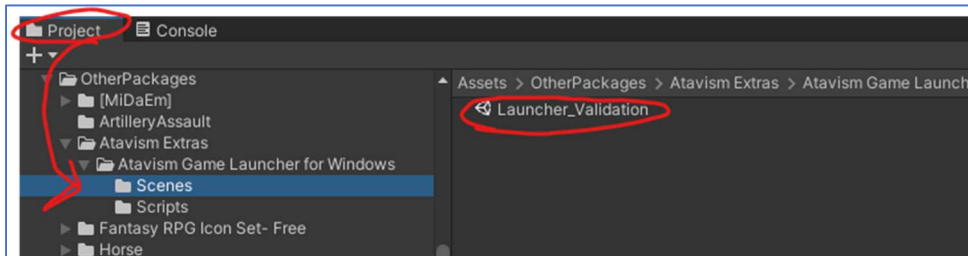 Project Console
+
OtherPackages
[MiDaEm]
ArtilleryAssault
Atavism Extras
Atavism Game Launcher for Windows
Scenes
Scripts
Fantasy RPG Icon Set- Free
Horse
Assets > OtherPackages > Atavism Extras > Atavism Game Launch
Launcher_Validation